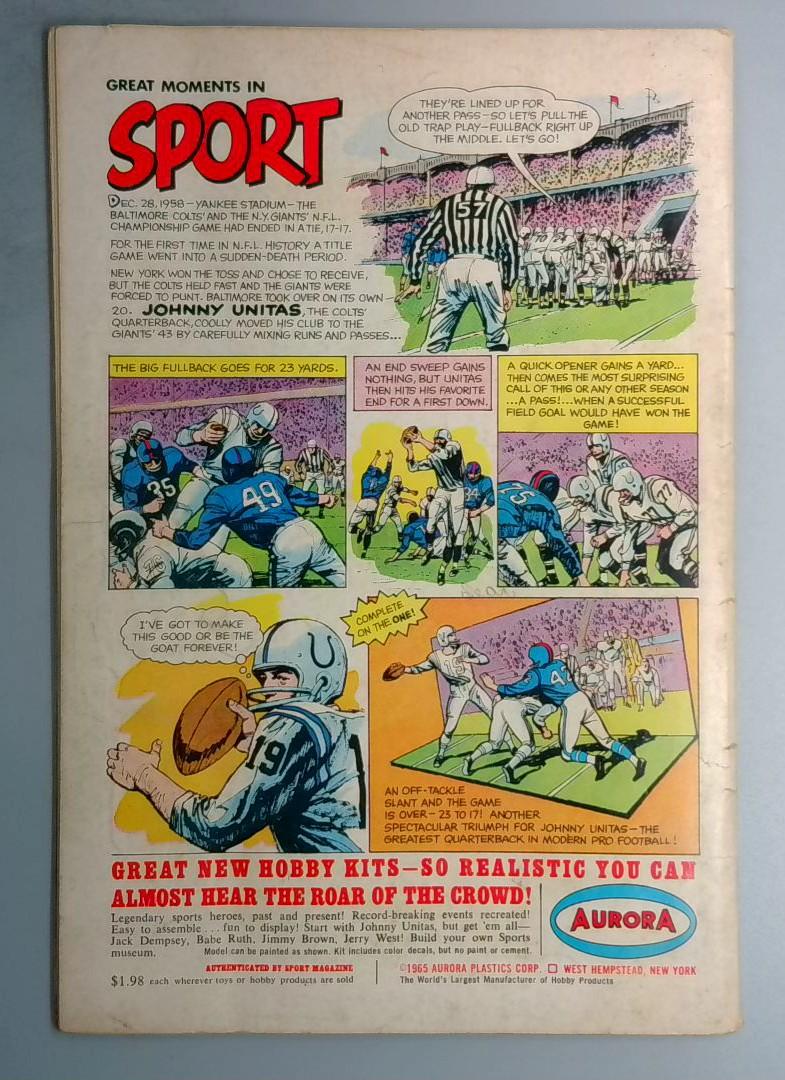 GREAT MOMENTS IN
SPORT
DEC. 28, 1958 — YANKEE STADIUM — THE
BALTIMORE COLTS' AND THE N.Y. GIANTS' N.F.L.
CHAMPIONSHIP GAME HAD ENDED IN A TIE, 17-17.
FOR THE FIRST TIME IN N.F.L. HISTORY A TITLE
GAME WENT INTO A SUDDEN-DEATH PERIOD.
NEW YORK WON THE TOSS AND CHOSE TO RECEIVE,
BUT THE COLTS HELD FAST AND THE GIANTS WERE
FORCED TO PUNT. BALTIMORE TOOK OVER ON ITS OWN
20. JOHNNY UNITAS, THE COLTS'
QUARTERBACK, COOLLY MOVED HIS CLUB TO THE
GIANTS' 43 BY CAREFULLY MIXING RUNS AND PASSES...
THEY'RE LINED UP FOR
ANOTHER PASS — SO LET'S PULL THE
OLD TRAP PLAY — FULLBACK RIGHT UP
THE MIDDLE. LET'S GO!
57
THE BIG FULLBACK GOES FOR 23 YARDS.
35
49
AN END SWEEP GAINS
NOTHING, BUT UNITAS
THEN HITS HIS FAVORITE
END FOR A FIRST DOWN.
84
A QUICK OPENER GAINS A YARD...
THEN COMES THE MOST SURPRISING
CALL OF THIS OR ANY OTHER SEASON
...A PASS!...WHEN A SUCCESSFUL
FIELD GOAL WOULD HAVE WON THE
GAME!
75
77
I'VE GOT TO MAKE
THIS GOOD OR BE THE
GOAT FOREVER!
19
1
COMPLETE
ON THE ONE!
AN OFF-TACKLE
SLANT AND THE GAME
IS OVER — 23 TO 17! ANOTHER
SPECTACULAR TRIUMPH FOR JOHNNY UNITAS — THE
GREATEST QUARTERBACK IN MODERN PRO FOOTBALL!
GREAT NEW HOBBY KITS — SO REALISTIC YOU CAN
ALMOST HEAR THE ROAR OF THE CROWD!
Legendary sports heroes, past and present! Record-breaking events recreated!
Easy to assemble . . . fun to display! Start with Johnny Unitas, but get 'em all—
Jack Dempsey, Babe Ruth, Jimmy Brown, Jerry West! Build your own Sports
museum. Model can be painted as shown. Kit includes color decals, but no paint or cement.
AURORA
AUTHENTICATED BY SPORT MAGAZINE
$1.98 each wherever toys or hobby products are sold
©1965 AURORA PLASTICS CORP. □ WEST HEMPSTEAD, NEW YORK
The World's Largest Manufacturer of Hobby Products